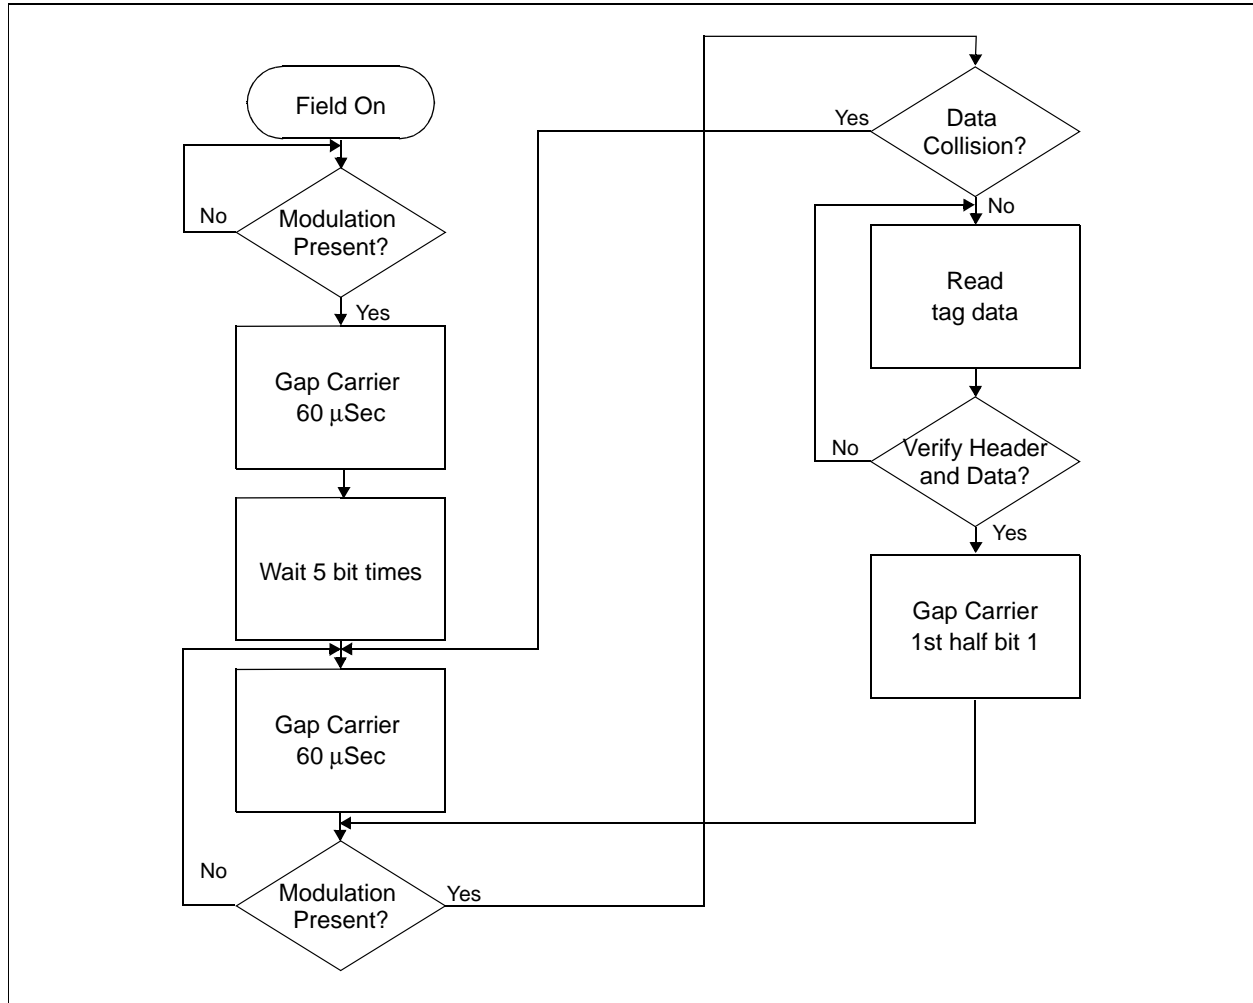 Field On
No
Modulation
Present?
Yes
Gap Carrier
60 μSec
Wait 5 bit times
Gap Carrier
60 μSec
No
Modulation
Present?
Yes
Yes
Data
Collision?
No
Read
tag data
No
Verify Header
and Data?
Yes
Gap Carrier
1st half bit 1